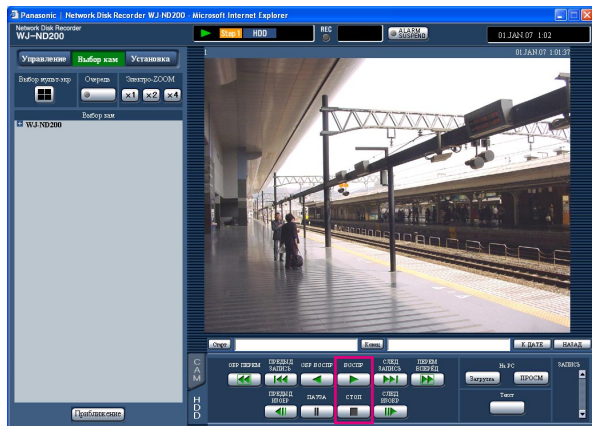 Panasonic | Network Disk Recorder WJ-ND200 - Microsoft Internet Explorer
Network Disk Recorder
WJ-ND200
Step 1 HDD
REC
ALARM
SUSPEND
01.JAN.07 1:02
Управление Выбор кам Установка
1
01.JAN.07 1:01:37
Выбор мульт-экр Очередь Электро-ZOOM
x1 x2 x4
Выбор кам
WJ-ND200
Приближение
Старт Конец К ДАТЕ НАЗАД
CAM
HDD
ОБР ПЕРЕМ ПРЕДЫД ЗАПИСЬ ОБР ВОСПР ВОСПР СЛЕД ЗАПИСЬ ПЕРЕМ ВПЕРЁД
ПРЕДЫД ИЗОБР ПАУЗА СТОП СЛЕД ИЗОБР
На PC
Загрузка ПРОСМ
Текст
ЗАПИСЬ